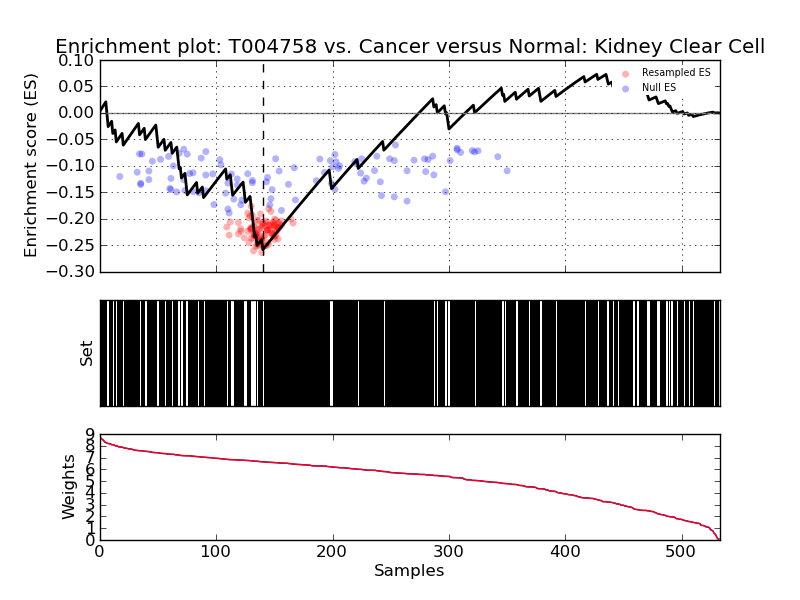 Enrichment plot: T004758 vs. Cancer versus Normal: Kidney Clear Cell
Enrichment score (ES)
0.10
0.05
0.00
−0.05
−0.10
−0.15
−0.20
−0.25
−0.30
Resampled ES
Null ES
Set
Weights
9
8
7
6
5
4
3
2
1
0
0 100 200 300 400 500
Samples